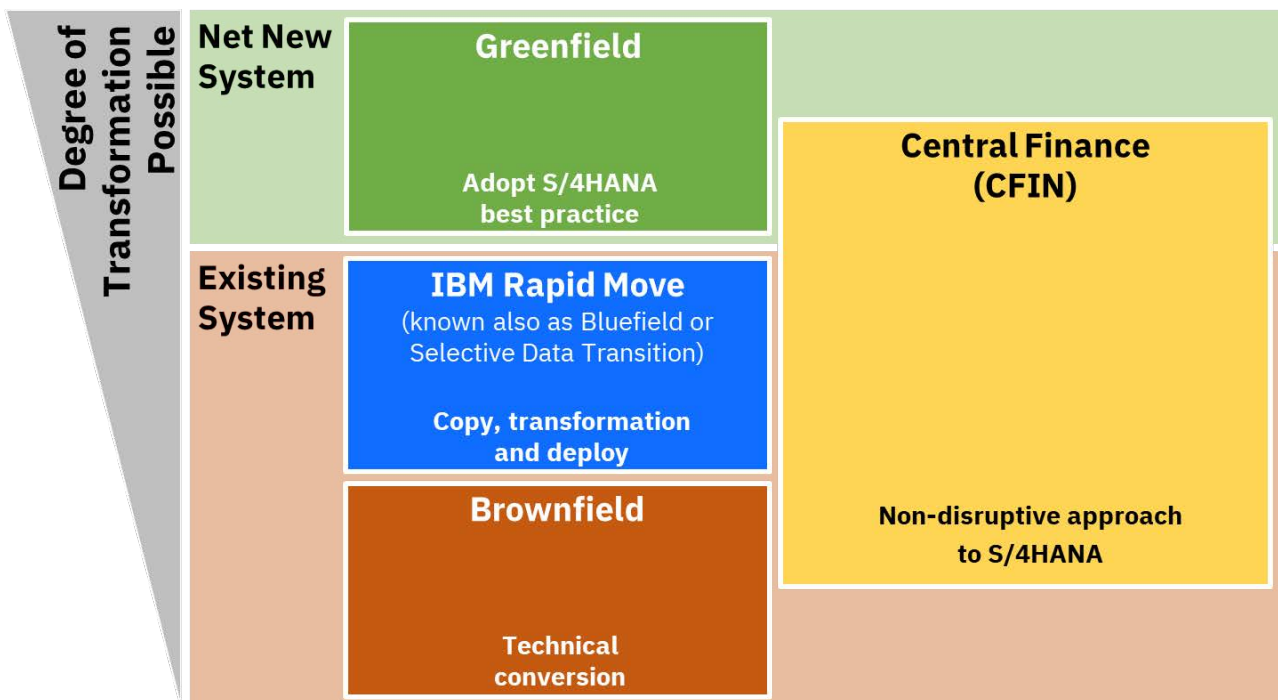 Degree of
Transformation
Possible
Net New
System
Greenfield
Adopt S/4HANA
best practice
Central Finance
(CFIN)
Non-disruptive approach
to S/4HANA
Existing
System
IBM Rapid Move
(known also as Bluefield or
Selective Data Transition)
Copy, transformation
and deploy
Brownfield
Technical
conversion